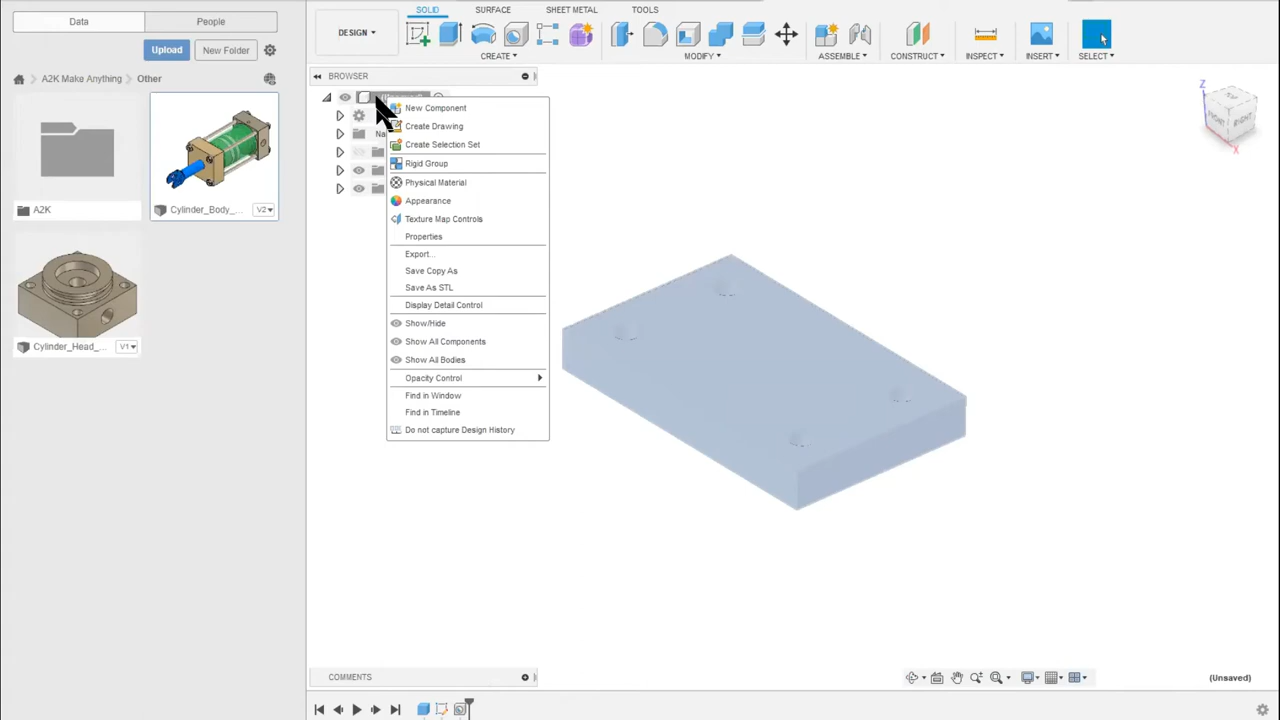 Data
People
Upload
New Folder
A2K Make Anything
Other
A2K
Cylinder_Body_...
V2
Cylinder_Head_...
V1
DESIGN
SOLID
SURFACE
SHEET METAL
TOOLS
CREATE
MODIFY
ASSEMBLE
CONSTRUCT
INSPECT
INSERT
SELECT
BROWSER
Na
New Component
Create Drawing
Create Selection Set
Rigid Group
Physical Material
Appearance
Texture Map Controls
Properties
Export...
Save Copy As
Save As STL
Display Detail Control
Show/Hide
Show All Components
Show All Bodies
Opacity Control
Find in Window
Find in Timeline
Do not capture Design History
Z
X
COMMENTS
(Unsaved)